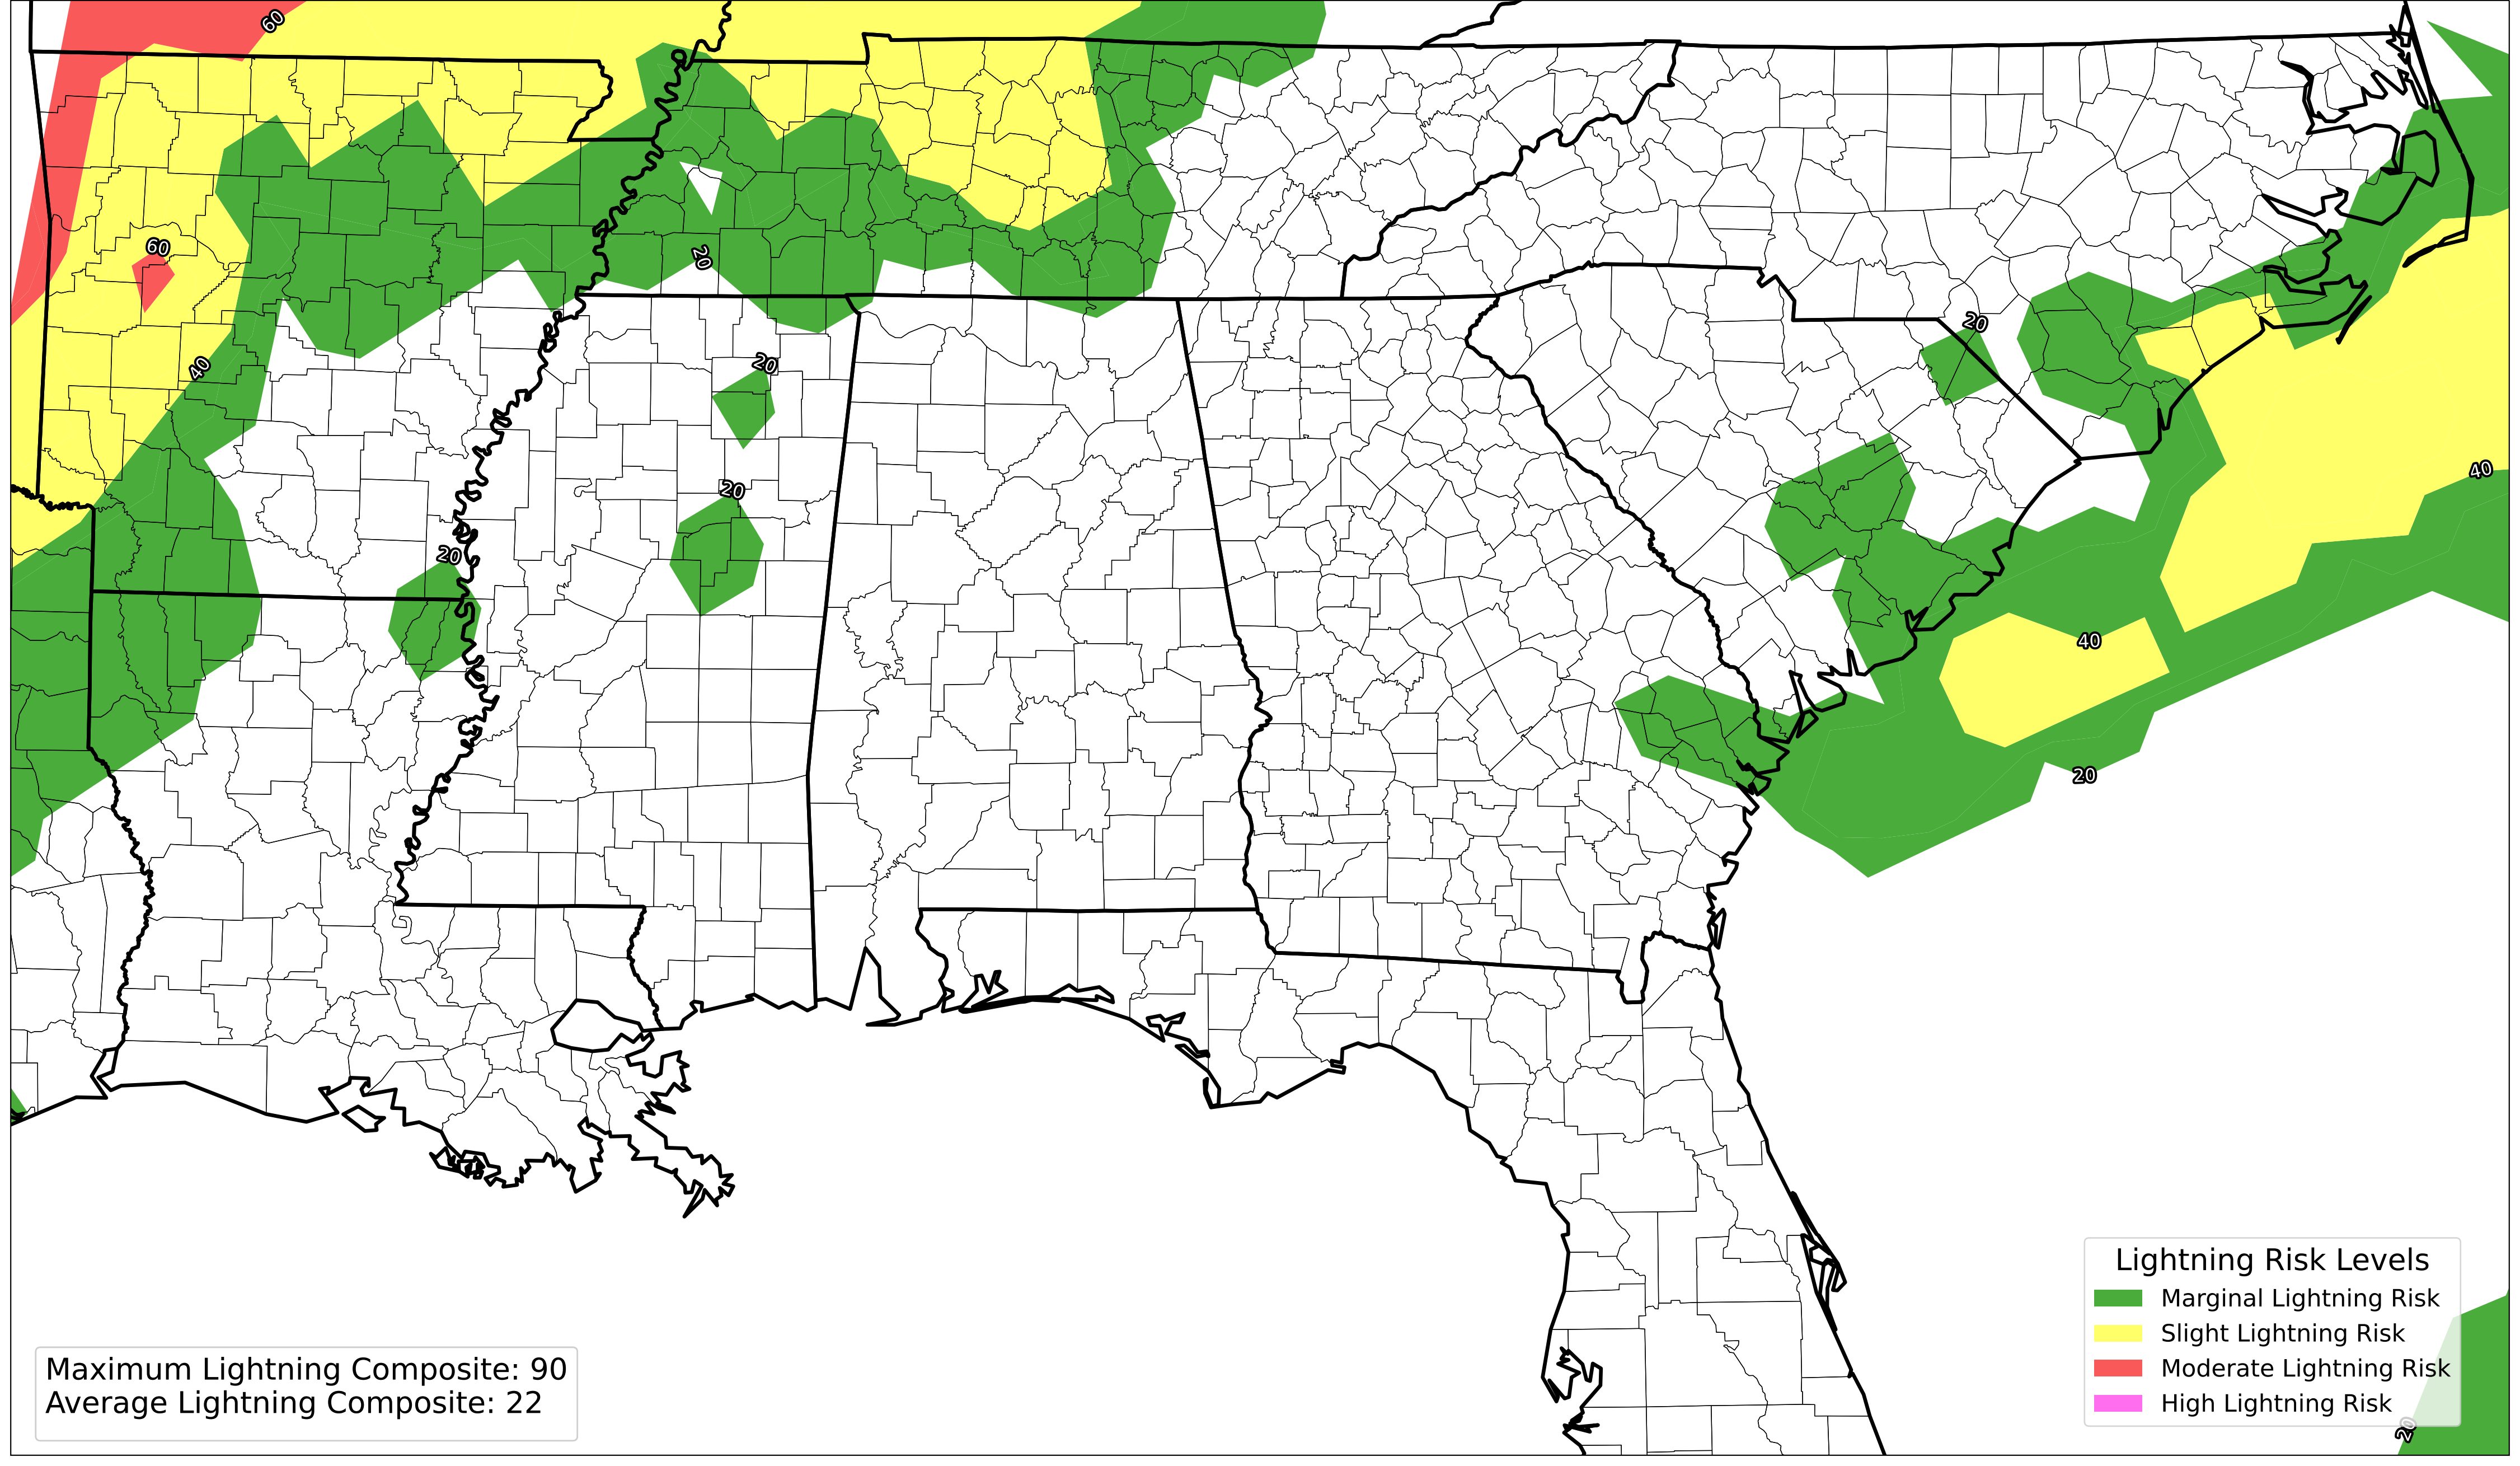 60
60
20
20
40
20
20
20
40
40
20
Lightning Risk Levels
Marginal Lightning Risk
Slight Lightning Risk
Moderate Lightning Risk
High Lightning Risk
Maximum Lightning Composite: 90
Average Lightning Composite: 22
20